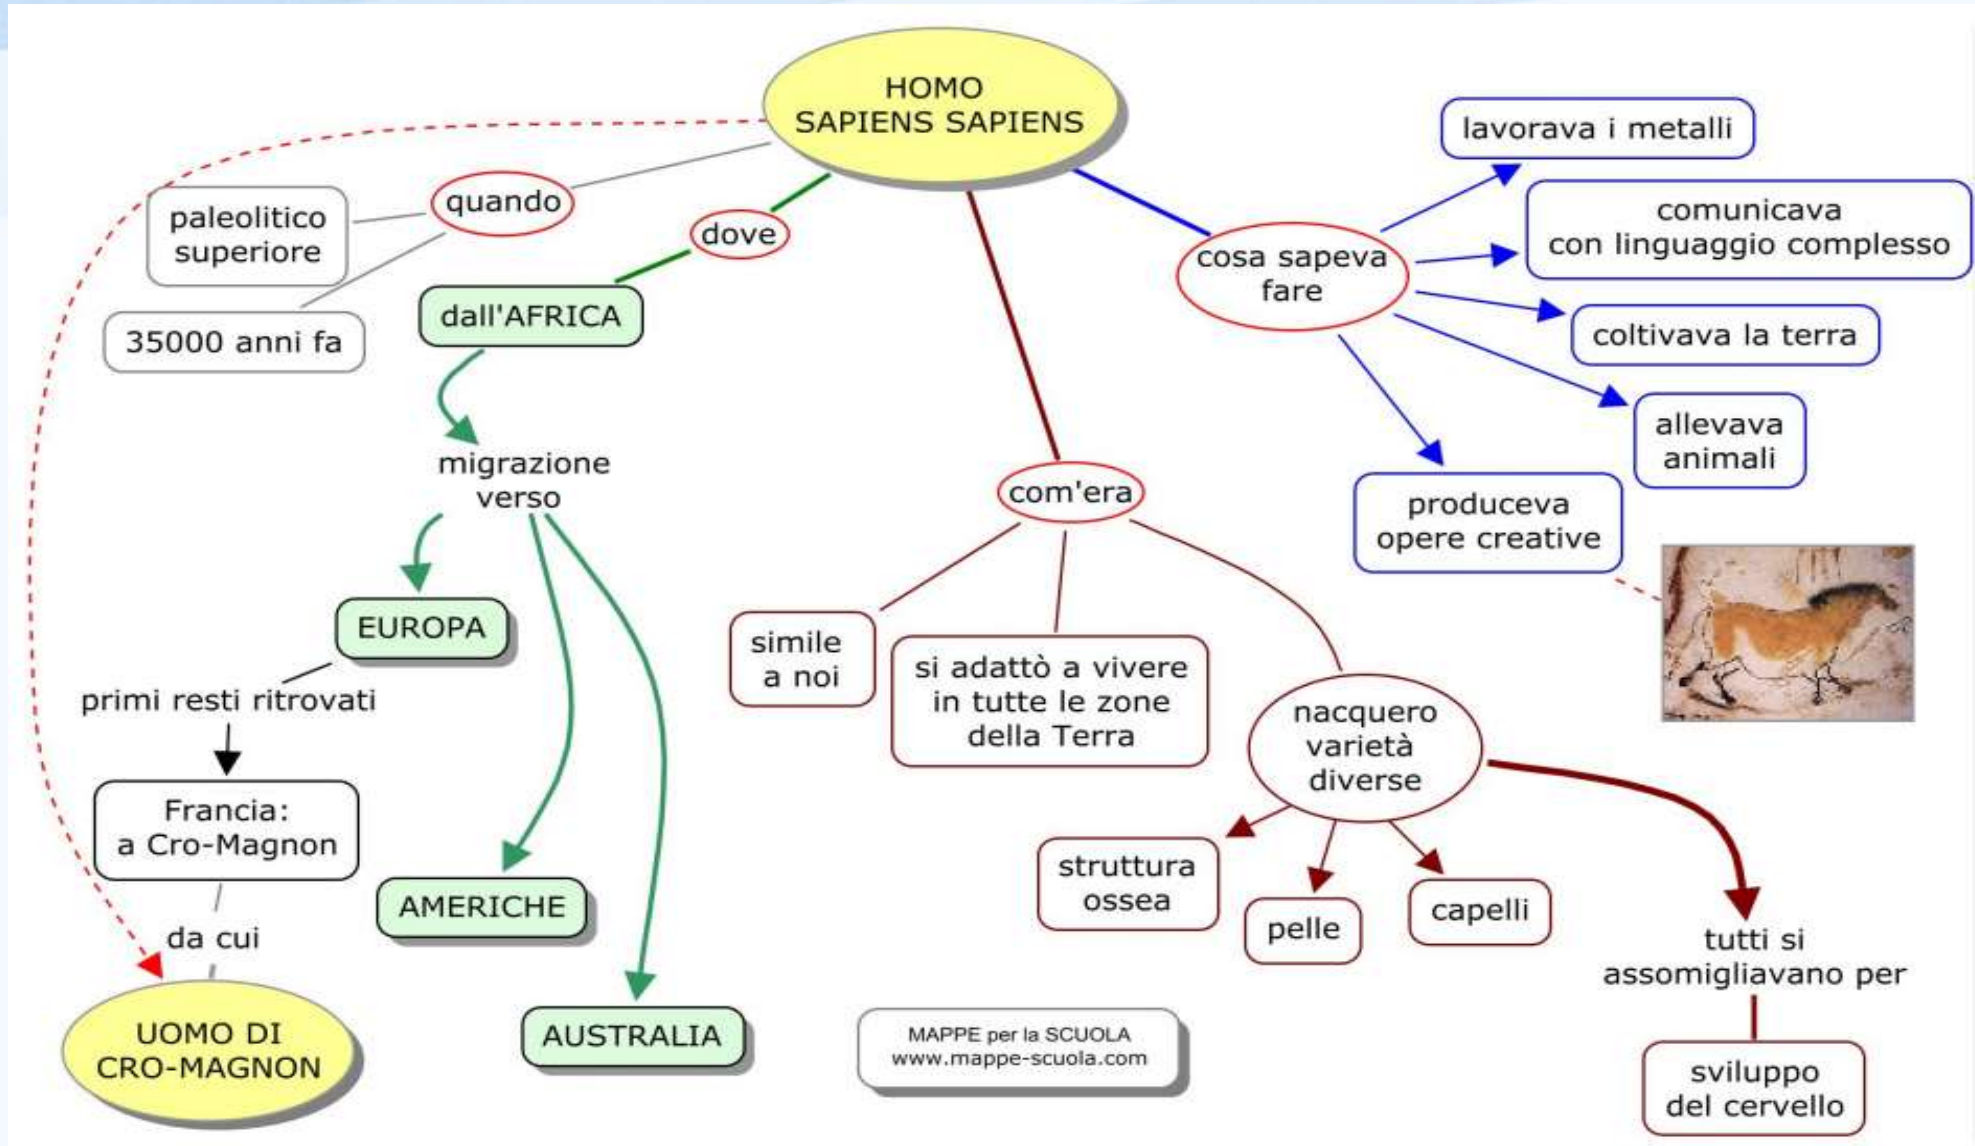 HOMO
SAPIENS SAPIENS
quando
paleolitico
superiore
35000 anni fa
dove
dall'AFRICA
migrazione
verso
EUROPA
primi resti ritrovati
Francia:
a Cro-Magnon
da cui
UOMO DI
CRO-MAGNON
AMERICHE
AUSTRALIA
com'era
simile
a noi
si adattò a vivere
in tutte le zone
della Terra
nacquero
varietà
diverse
struttura
ossea
pelle
capelli
tutti si
assomigliavano per
sviluppo
del cervello
cosa sapeva
fare
lavorava i metalli
comunicava
con linguaggio complesso
coltivava la terra
allevava
animali
produceva
opere creative
MAPPE per la SCUOLA
www.mappe-scuola.com